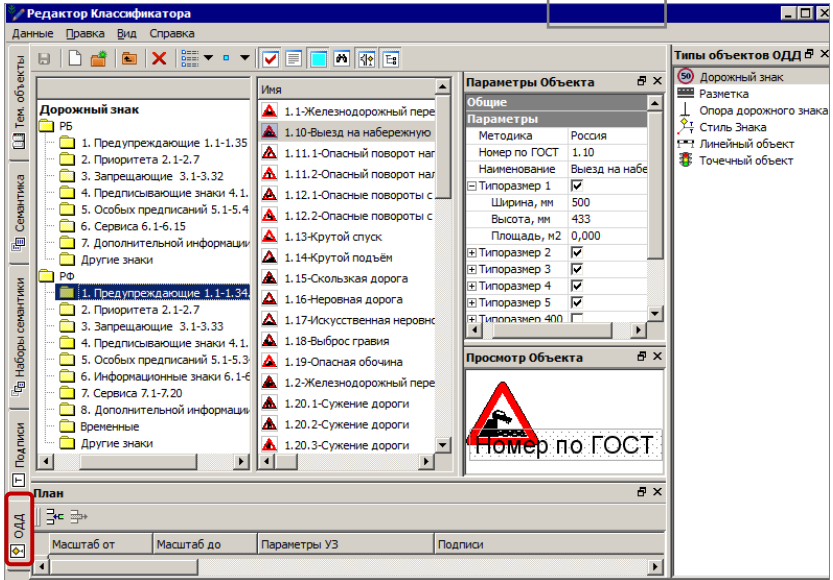 Редактор Классификатора
Данные Правка Вид Справка
Тем. объекты
Семантика
Наборы семантики
Подписи
ОДД
Дорожный знак
РБ
1. Предупреждающие 1.1-1.35
2. Приоритета 2.1-2.7
3. Запрещающие 3.1-3.32
4. Предписывающие знаки 4.1.
5. Особых предписаний 5.1-5.4
6. Сервиса 6.1-6.15
7. Дополнительной информации
Другие знаки
РФ
1. Предупреждающие 1.1-1.34.
2. Приоритета 2.1-2.7
3. Запрещающие 3.1-3.33
4. Предписывающие знаки 4.1.
5. Особых предписаний 5.1-5.3
6. Информационные знаки 6.1-6
7. Сервиса 7.1-7.20
8. Дополнительной информации
Временные
Другие знаки
Имя
1.1-Железнодорожный пере
1.10-Выезд на набережную
1.11.1-Опасный поворот наг
1.11.2-Опасный поворот нал
1.12.1-Опасные повороты с
1.12.2-Опасные повороты с
1.13-Крутой спуск
1.14-Крутой подъём
1.15-Скользкая дорога
1.16-Неровная дорога
1.17-Искусственная неровнс
1.18-Выброс гравия
1.19-Опасная обочина
1.2-Железнодорожный пере
1.20.1-Сужение дороги
1.20.2-Сужение дороги
1.20.3-Сужение дороги
Параметры Объекта
Общие
Параметры
Методика Россия
Номер по ГОСТ 1.10
Наименование Выезд на набе
Типоразмер 1
Ширина, мм 500
Высота, мм 433
Площадь, м2 0,000
Типоразмер 2
Типоразмер 3
Типоразмер 4
Типоразмер 5
Типоразмер 400
Просмотр Объекта
Номер по ГОСТ
Типы объектов ОДД
50 Дорожный знак
Разметка
Опора дорожного знака
Стиль Знака
Линейный объект
Точечный объект
План
Масштаб от Масштаб до Параметры УЗ Подписи